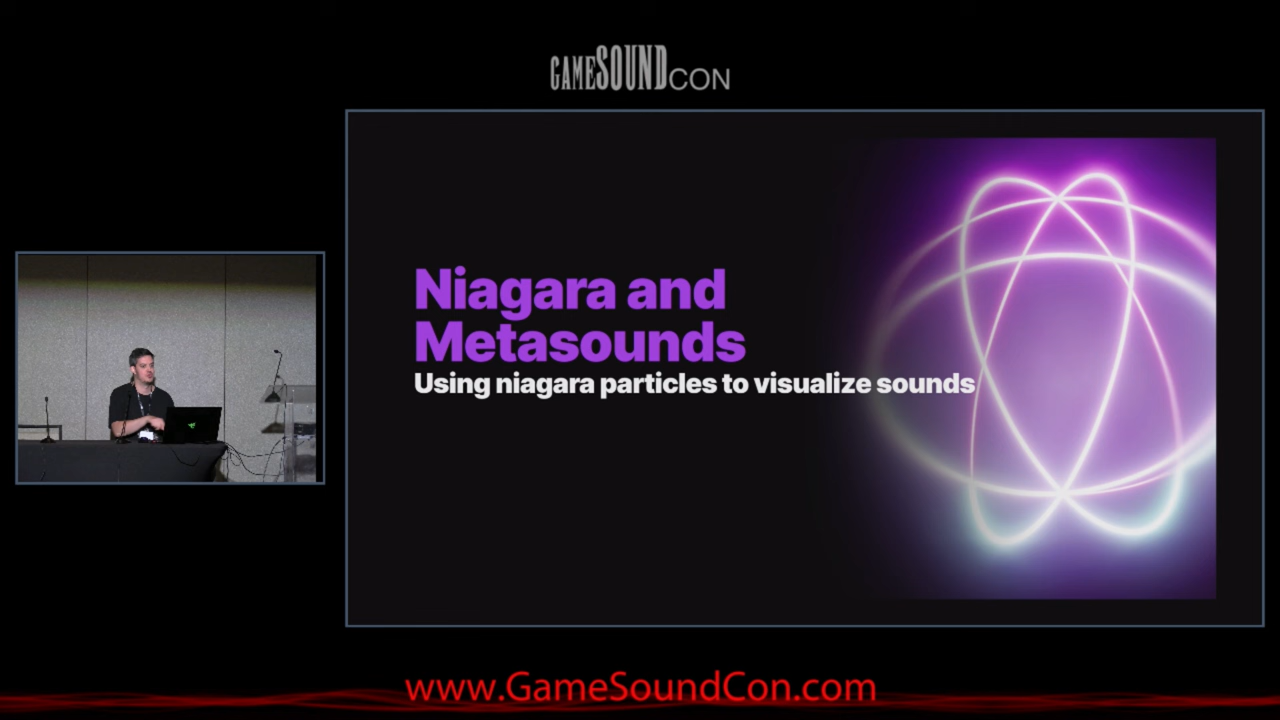 GAMESOUNDCON
Niagara and
Metasounds
Using niagara particles to visualize sounds
www.GameSoundCon.com